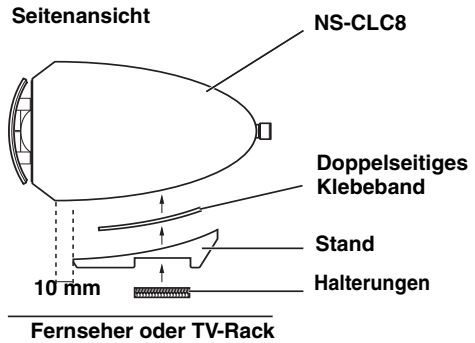 Seitenansicht
NS-CLC8
Doppelseitiges
Klebeband
Stand
10 mm
Halterungen
Fernseher oder TV-Rack